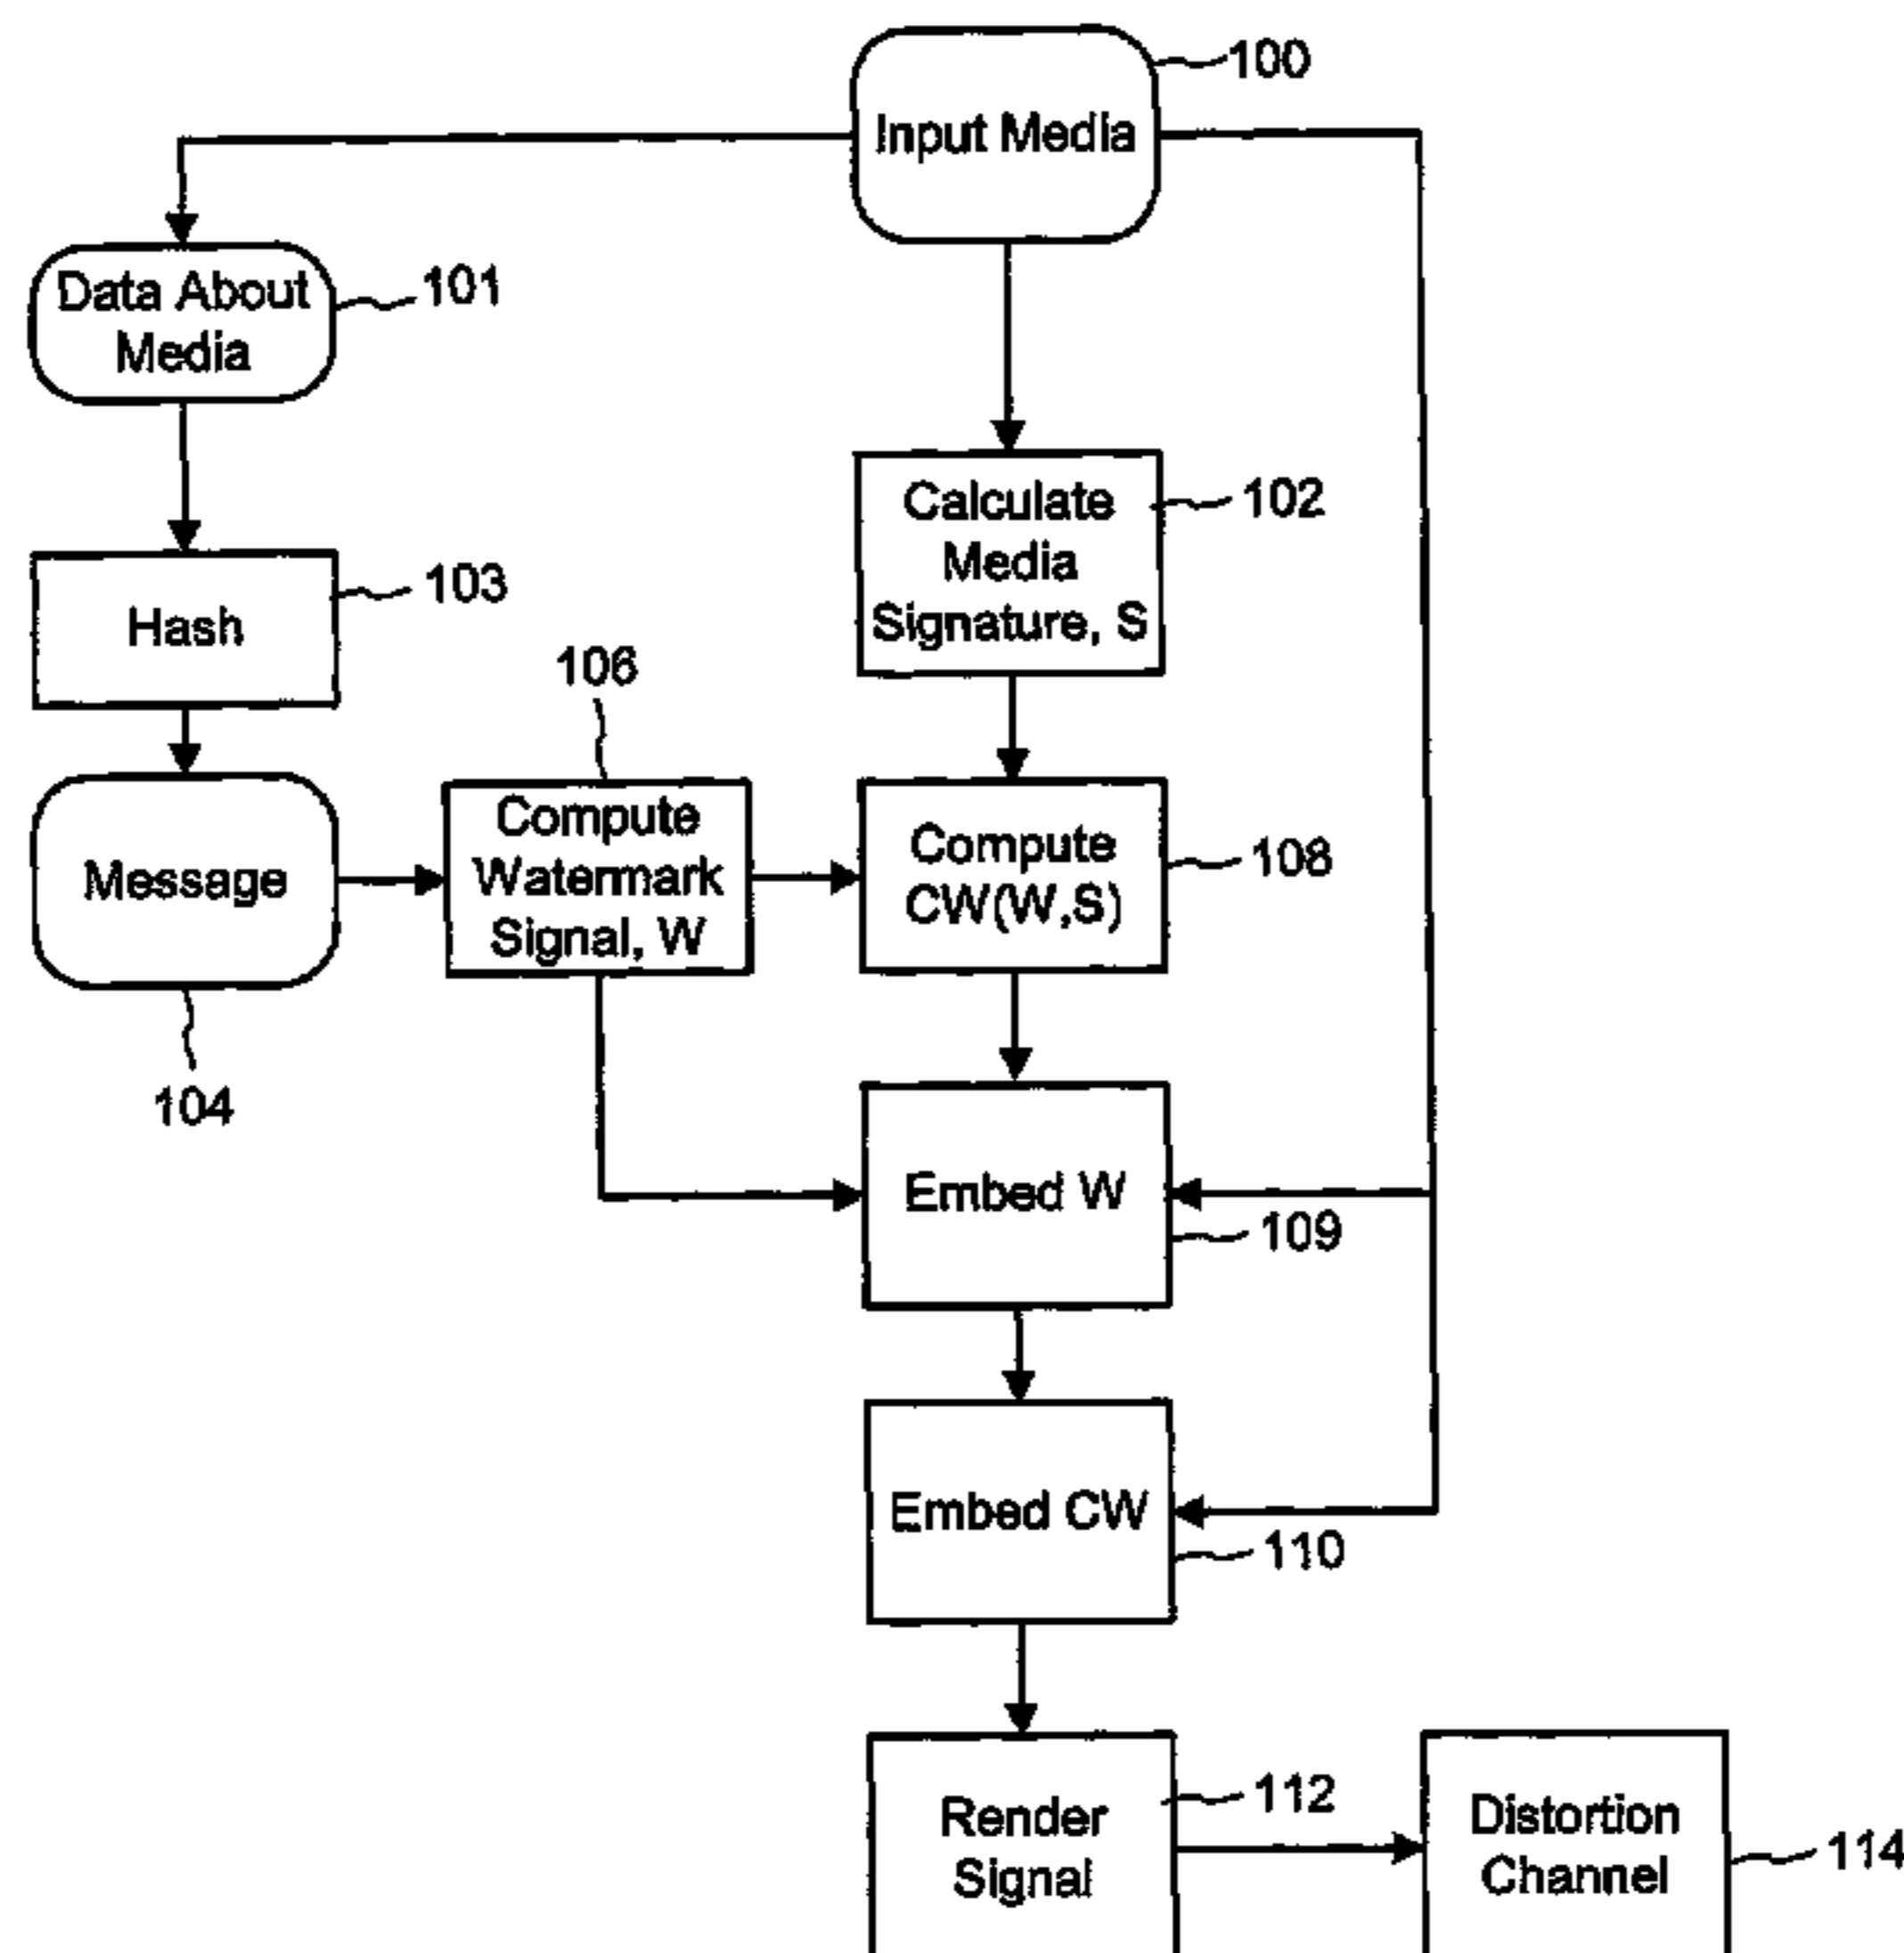 100
Input Media
Data About
Media
101
Calculate
Media
Signature, S
102
Hash
103
106
Message
104
Compute
Watermark
Signal, W
Compute
CW(W,S)
108
Embed W
109
Embed CW
110
Render
Signal
112
Distortion
Channel
114